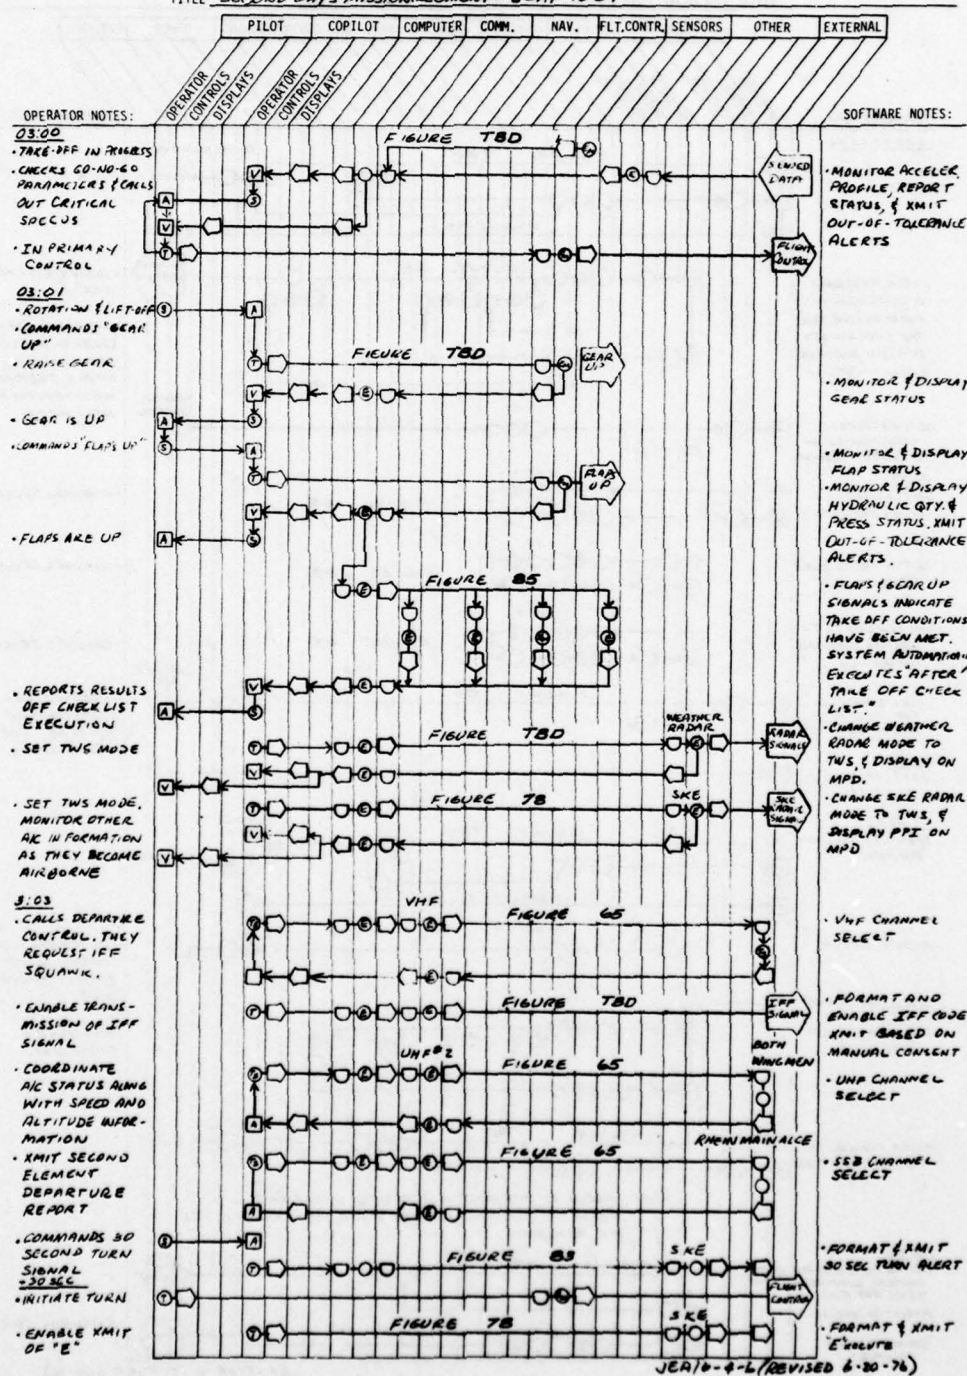 TITLE
PILOT COPILOT COMPUTER COMM. NAV. FLT.CONTR. SENSORS OTHER EXTERNAL
OPERATOR CONTROLS DISPLAYS OPERATOR CONTROLS DISPLAYS
OPERATOR NOTES: SOFTWARE NOTES:
03:00
• TAKE-OFF IN PROGRESS
• CHECKS GO-NO-GO
PARAMETERS & CALLS
OUT CRITICAL
• IN PRIMARY
CONTROL
FIGURE TBD
SENSED
DATA
• MONITOR ACCELER.
PROFILE, REPORT
STATUS, & XMIT
OUT-OF-TOLERANCE
ALERTS
FLIGHT
CONTROL
03:01
• ROTATION & LIFT-OFF
• COMMANDS "GEAR
UP"
• RAISE GEAR
FIGURE TBD
GEAR
UP
• MONITOR & DISPLAY
GEAR STATUS
• GEAR IS UP
• COMMANDS "FLAPS UP"
FLAPS
UP
• MONITOR & DISPLAY
FLAP STATUS
• MONITOR & DISPLAY
HYDRAULIC QTY. &
PRESS STATUS. XMIT
OUT-OF-TOLERANCE
ALERTS.
• FLAPS ARE UP
FIGURE 85
• FLAPS & GEAR UP
SIGNALS INDICATE
TAKE OFF CONDITIONS
HAVE BEEN MET.
SYSTEM
EXECUTES "AFTER
TAKE OFF CHECK
LIST."
• REPORTS RESULTS
OFF CHECKLIST
EXECUTION
• SET TWS MODE
FIGURE TBD
WEATHER
RADAR
RADAR
SIGNALS
• CHANGE WEATHER
RADAR MODE TO
TWS, & DISPLAY ON
MPD.
• SET TWS MODE,
MONITOR OTHER
A/C IN FORMATION
AS THEY BECOME
AIRBORNE
FIGURE 78
SKE
SKE
RADAR
SIGNAL
• CHANGE SKE RADAR
MODE TO TWS, &
DISPLAY PPI ON
MPD
3:03
• CALLS DEPARTURE
CONTROL. THEY
REQUEST IFF
SQUAWK.
VHF
FIGURE 65
• VHF CHANNEL
SELECT
• ENABLE TRANS-
MISSION OF IFF
SIGNAL
FIGURE TBD
IFF
SIGNAL
• FORMAT AND
ENABLE IFF CODE
XMIT BASED ON
MANUAL CONSENT
• COORDINATE
A/C STATUS ALONG
WITH SPEED AND
ALTITUDE INFOR-
MATION
UHF #2
FIGURE 65
BOTH
WINGMEN
• UHF CHANNEL
SELECT
• XMIT SECOND
ELEMENT
DEPARTURE
REPORT
FIGURE 65
RHEIN MAIN ALCE
• SSB CHANNEL
SELECT
• COMMANDS 30
SECOND TURN
SIGNAL
FIGURE 83
SKE
• FORMAT & XMIT
30 SEC TURN ALERT
-30 SEC
• INITIATE TURN
FLIGHT
CONTROL
• ENABLE XMIT
OF "E"
FIGURE 78
SKE
• FORMAT & XMIT
"EXECUTE
(REVISED 6-20-76)